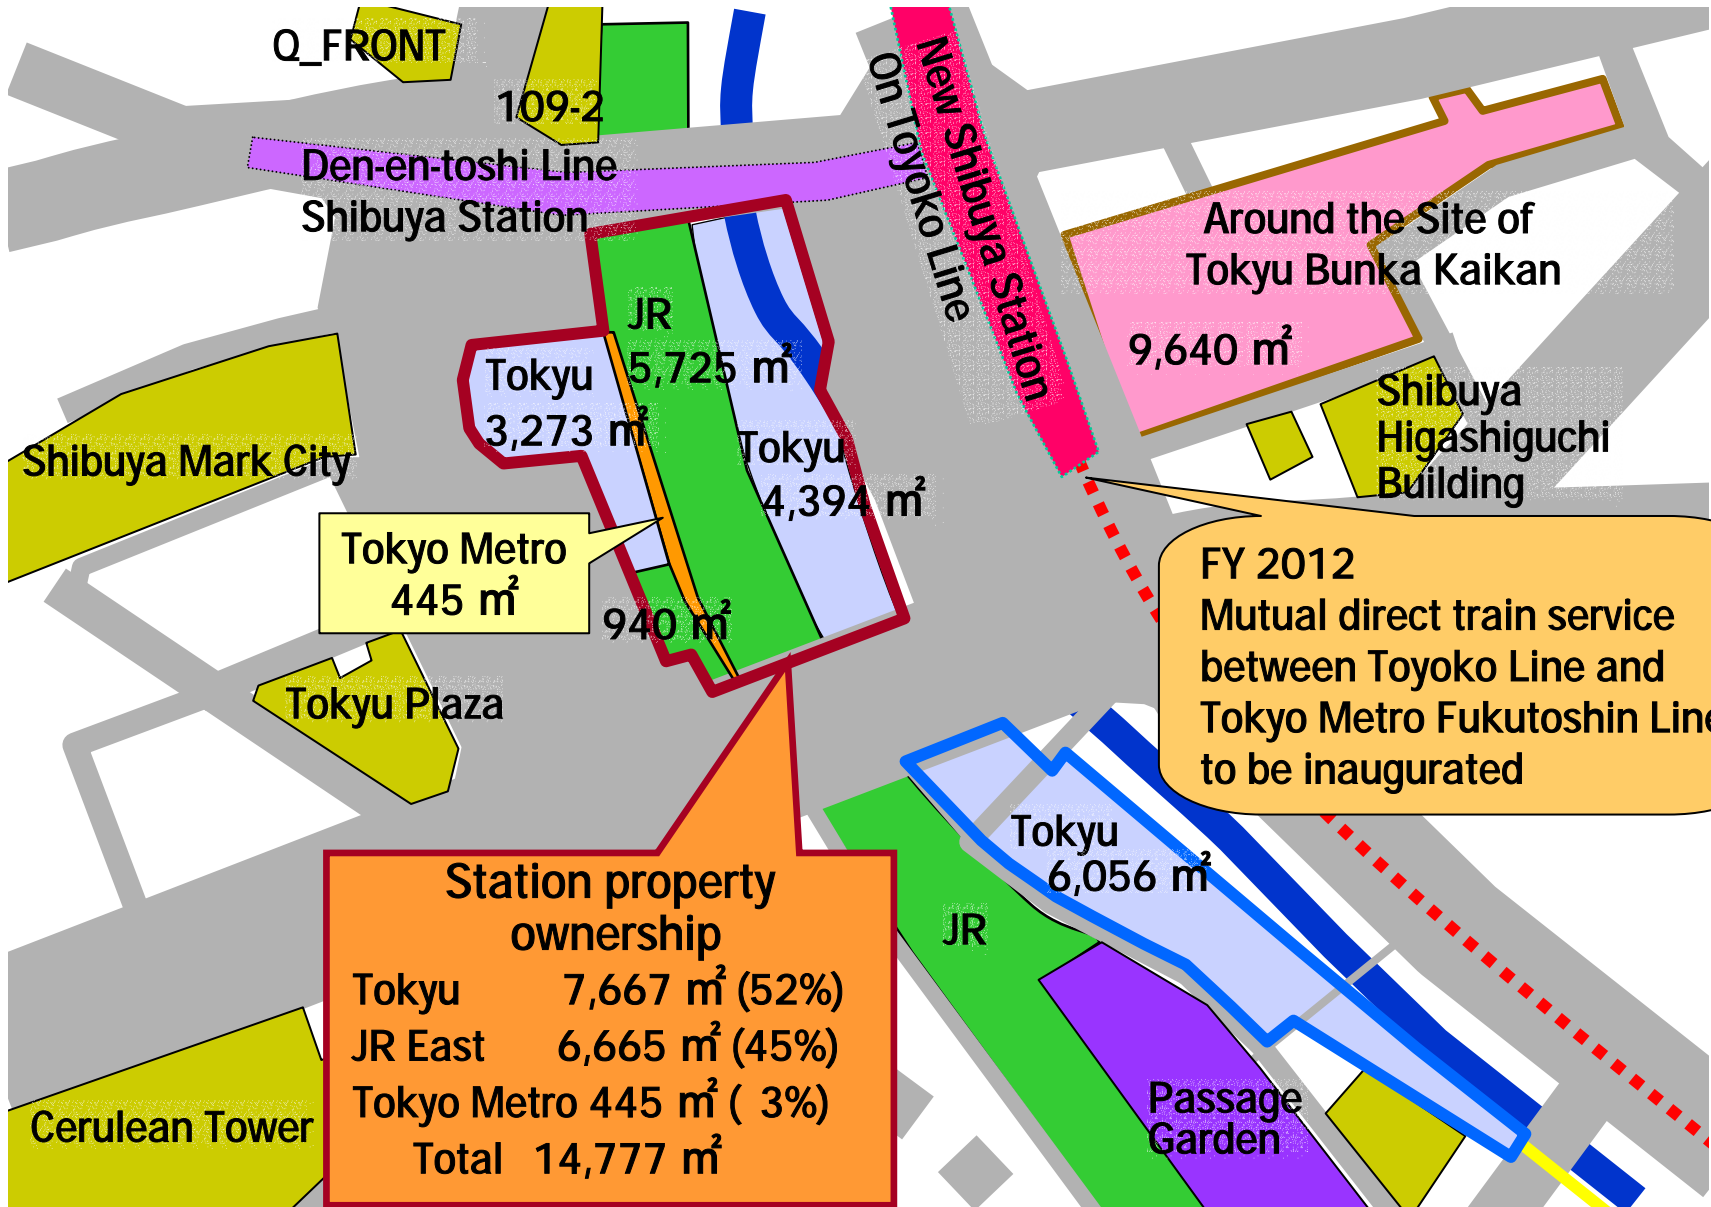 Q_FRONT
109-2
Den-en-toshi Line
Shibuya Station
New Shibuya Station
On Toyoko Line
Around the Site of
Tokyu Bunka Kaikan
9,640 ㎡
JR
5,725 ㎡
Tokyu
3,273 ㎡
Tokyu
4,394 ㎡
Shibuya
Higashiguchi
Building
Shibuya Mark City
Tokyo Metro
445 ㎡
940 ㎡
FY 2012
Mutual direct train service
between Toyoko Line and
Tokyo Metro Fukutoshin Line
to be inaugurated
Tokyu Plaza
Tokyu
6,056 ㎡
JR
Station property
ownership
Tokyu 7,667 ㎡ (52%)
JR East 6,665 ㎡ (45%)
Tokyo Metro 445 ㎡ ( 3%)
Total 14,777 ㎡
Passage
Garden
Cerulean Tower